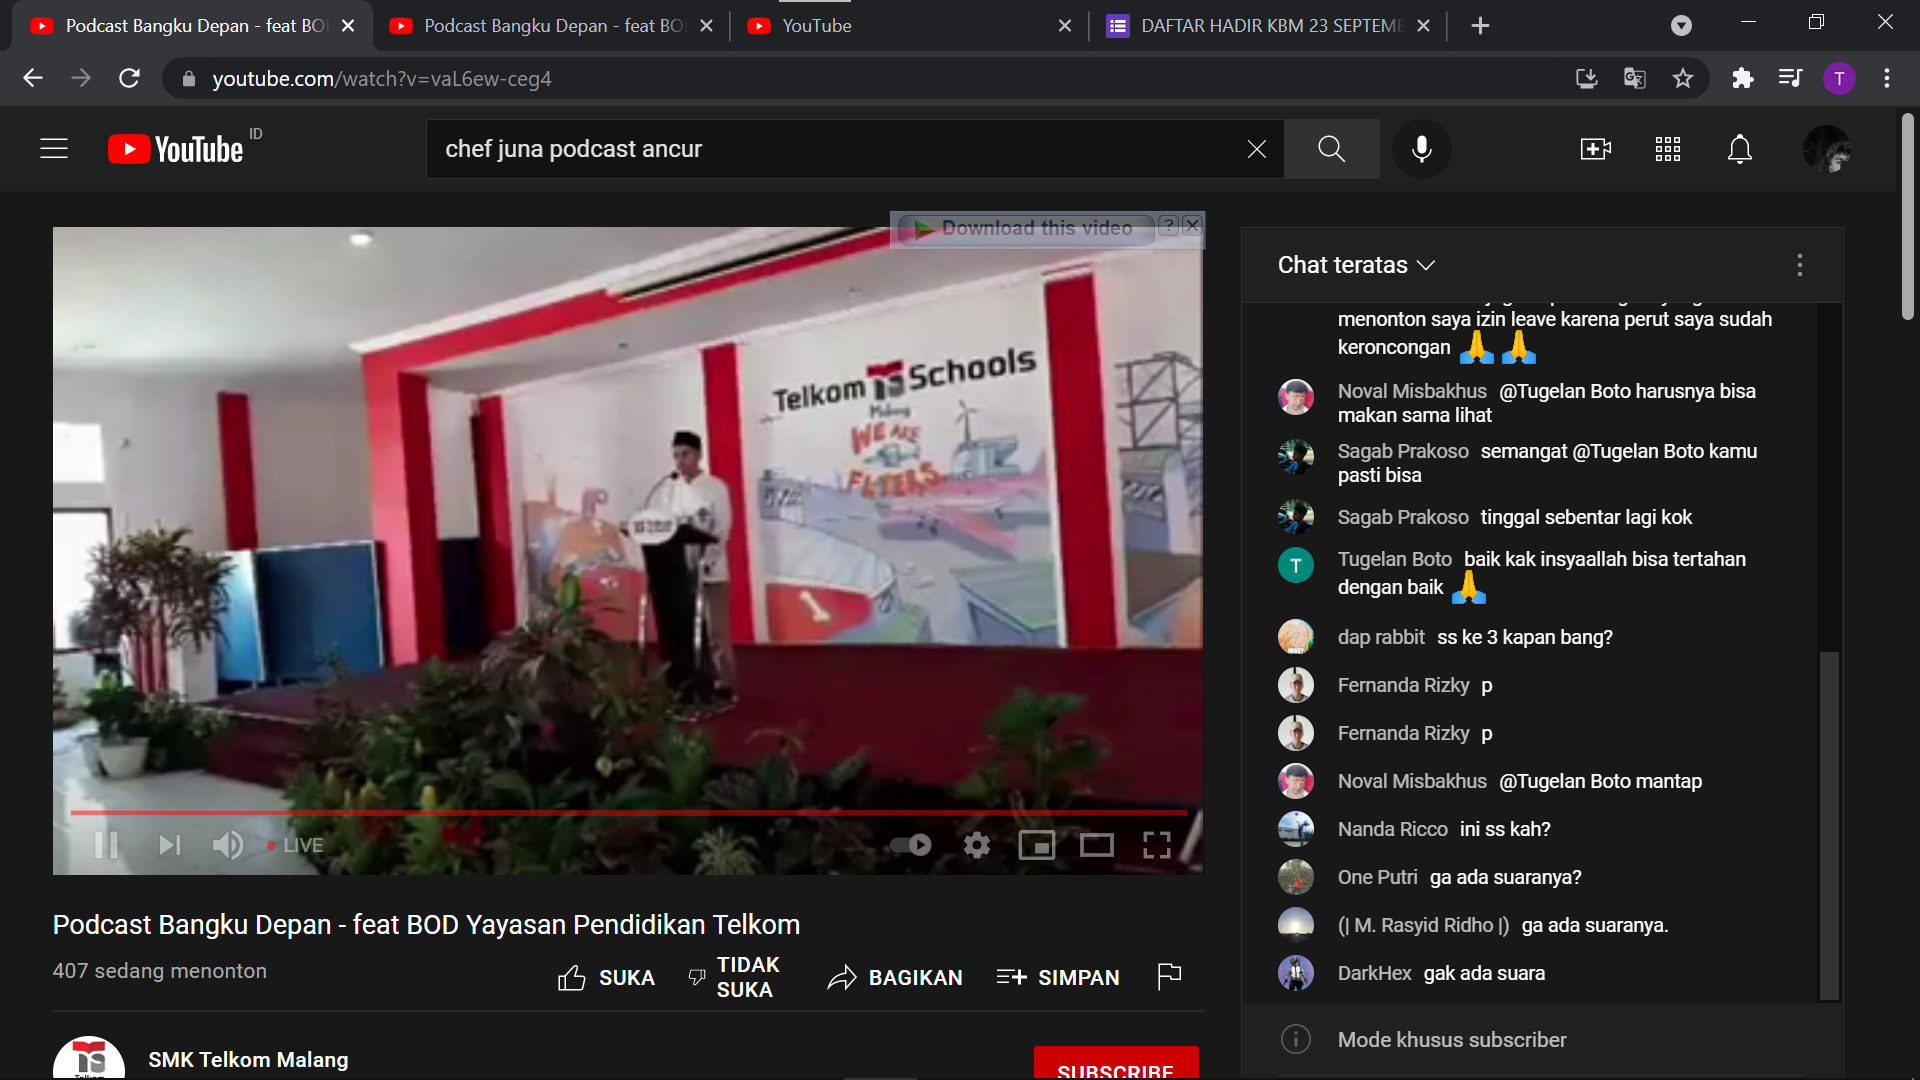 Podcast Bangku Depan - feat BO
Podcast Bangku Depan - feat BO
YouTube
DAFTAR HADIR KBM 23 SEPTEME
youtube.com/watch?v=vaL6ew-ceg4
T
YouTube ID
chef juna podcast ancur
Download this video ?
Telkom Schools
Malang
WE ARE
FLYERS
LIVE
Podcast Bangku Depan - feat BOD Yayasan Pendidikan Telkom
407 sedang menonton
SUKA
TIDAK SUKA
BAGIKAN
SIMPAN
SMK Telkom Malang
SUBSCRIBE
Chat teratas
menonton saya izin leave karena perut saya sudah
keroncongan 🙏 🙏
Noval Misbakhus @Tugelan Boto harusnya bisa
makan sama lihat
Sagab Prakoso semangat @Tugelan Boto kamu
pasti bisa
Sagab Prakoso tinggal sebentar lagi kok
T
Tugelan Boto baik kak insyaallah bisa tertahan
dengan baik 🙏
dap rabbit ss ke 3 kapan bang?
Fernanda Rizky p
Fernanda Rizky p
Noval Misbakhus @Tugelan Boto mantap
Nanda Ricco ini ss kah?
One Putri ga ada suaranya?
(| M. Rasyid Ridho |) ga ada suaranya.
DarkHex gak ada suara
Mode khusus subscriber